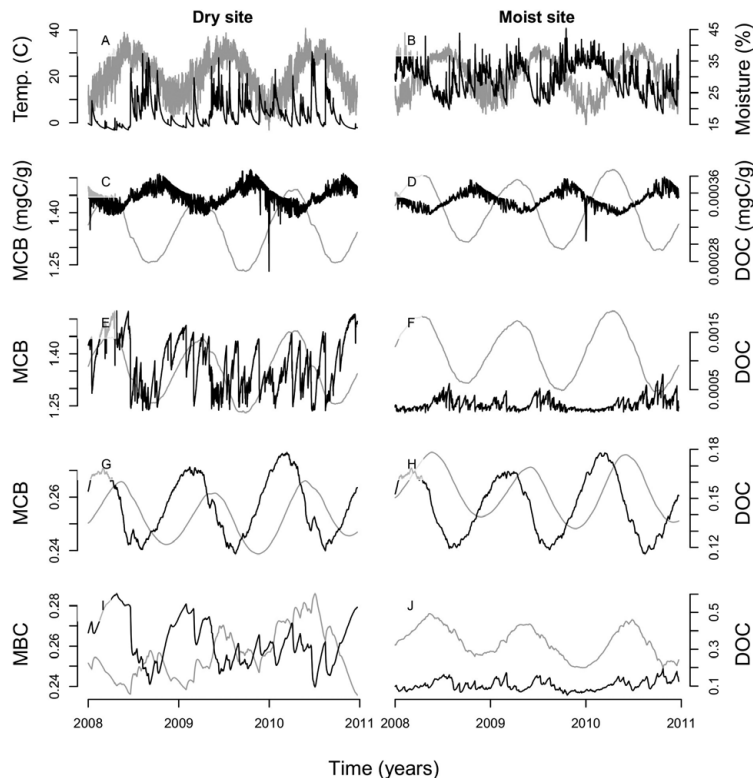 Dry site
Moist site
Temp. (C)
40
20
0
A
B
45
35
25
15
Moisture (%)
MCB (mgC/g)
1.40
1.25
C
D
0.00036
0.00028
DOC (mgC/g)
MCB
1.40
1.25
E
F
0.0015
0.0005
DOC
MCB
0.26
0.24
G
H
0.18
0.15
0.12
DOC
MBC
0.28
0.26
0.24
I
J
0.5
0.3
0.1
DOC
2008
2009
2010
2011
2008
2009
2010
2011
Time (years)